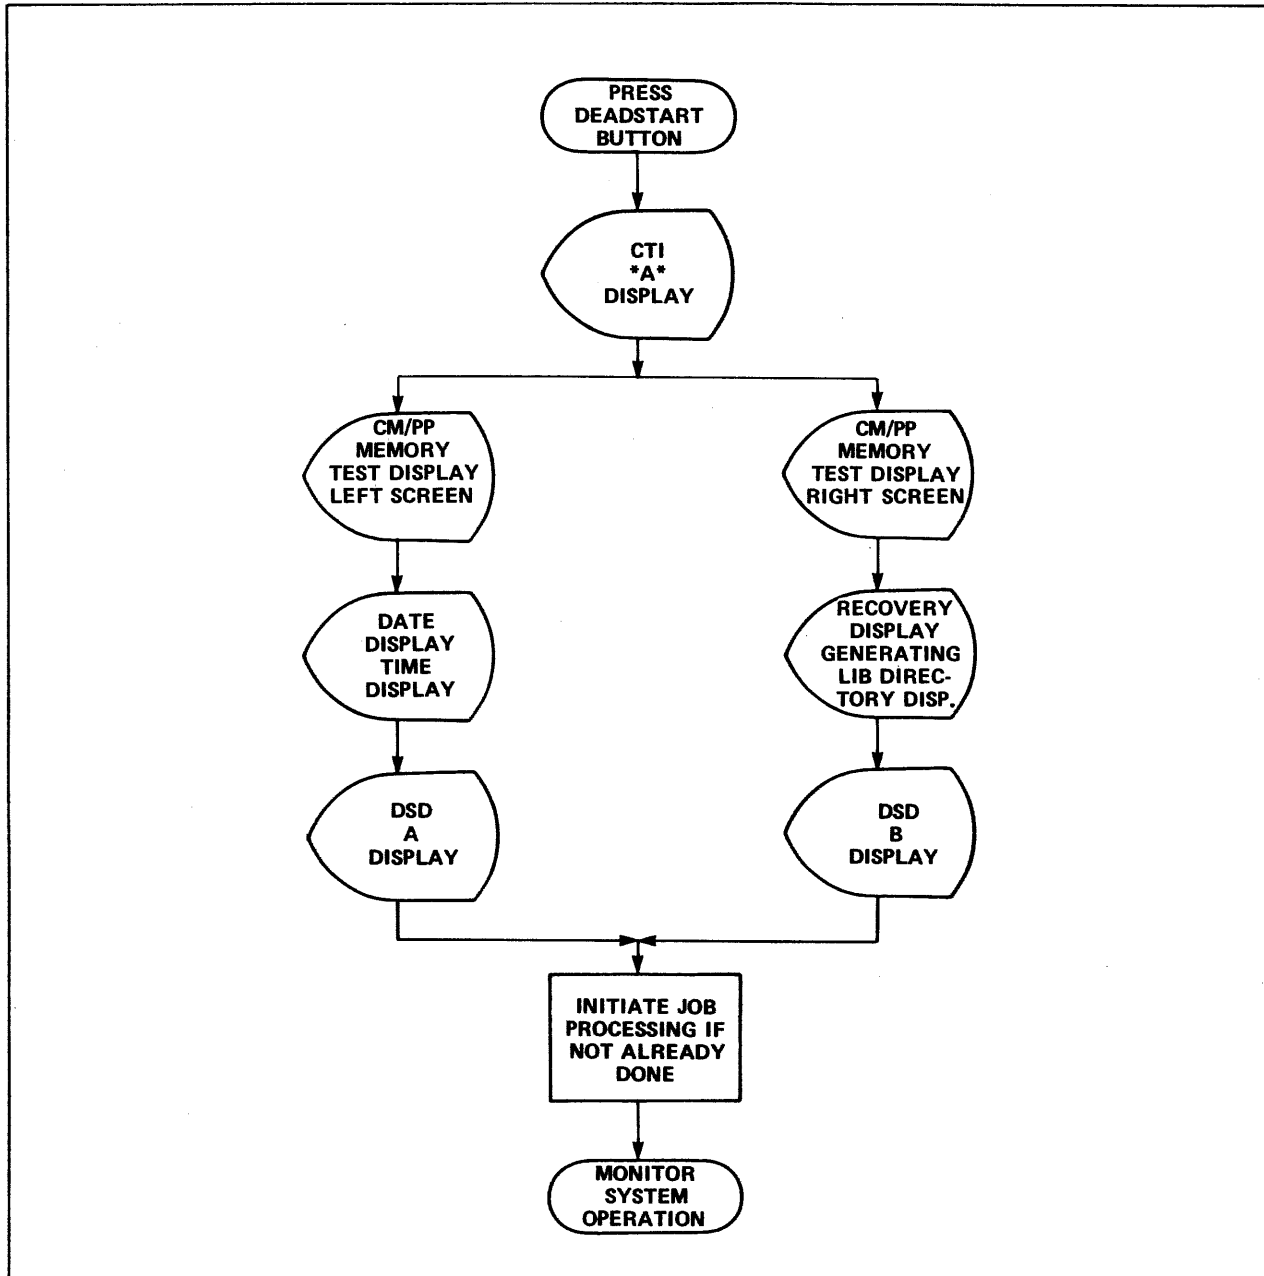 PRESS
DEADSTART
BUTTON
CTI
*A*
DISPLAY
CM/PP
MEMORY
TEST DISPLAY
LEFT SCREEN
CM/PP
MEMORY
TEST DISPLAY
RIGHT SCREEN
DATE
DISPLAY
TIME
DISPLAY
RECOVERY
DISPLAY
GENERATING
LIB DIREC-
TORY DISP.
DSD
A
DISPLAY
DSD
B
DISPLAY
INITIATE JOB
PROCESSING IF
NOT ALREADY
DONE
MONITOR
SYSTEM
OPERATION